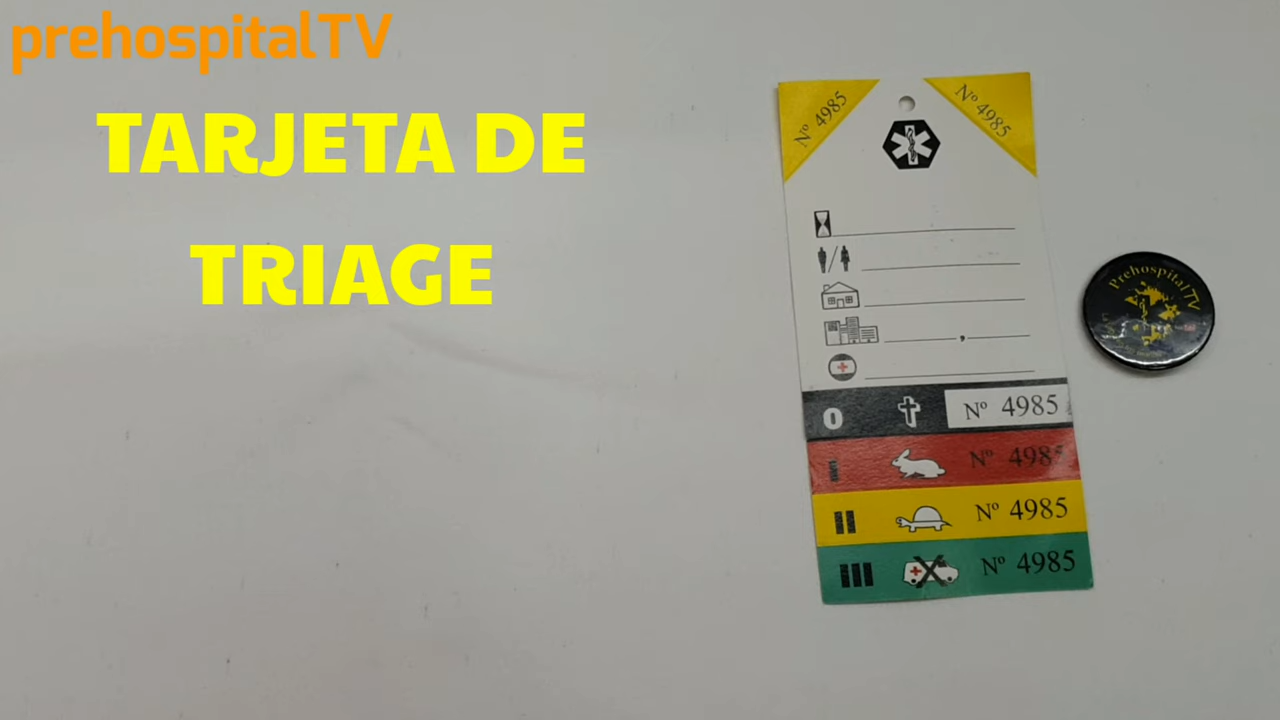 prehospitalTV
TARJETA DE
TRIAGE
Nº 4985
Nº 4985
O
Nº 4985
I
Nº 4985
II
Nº 4985
III
Nº 4985
PrehospitalTV